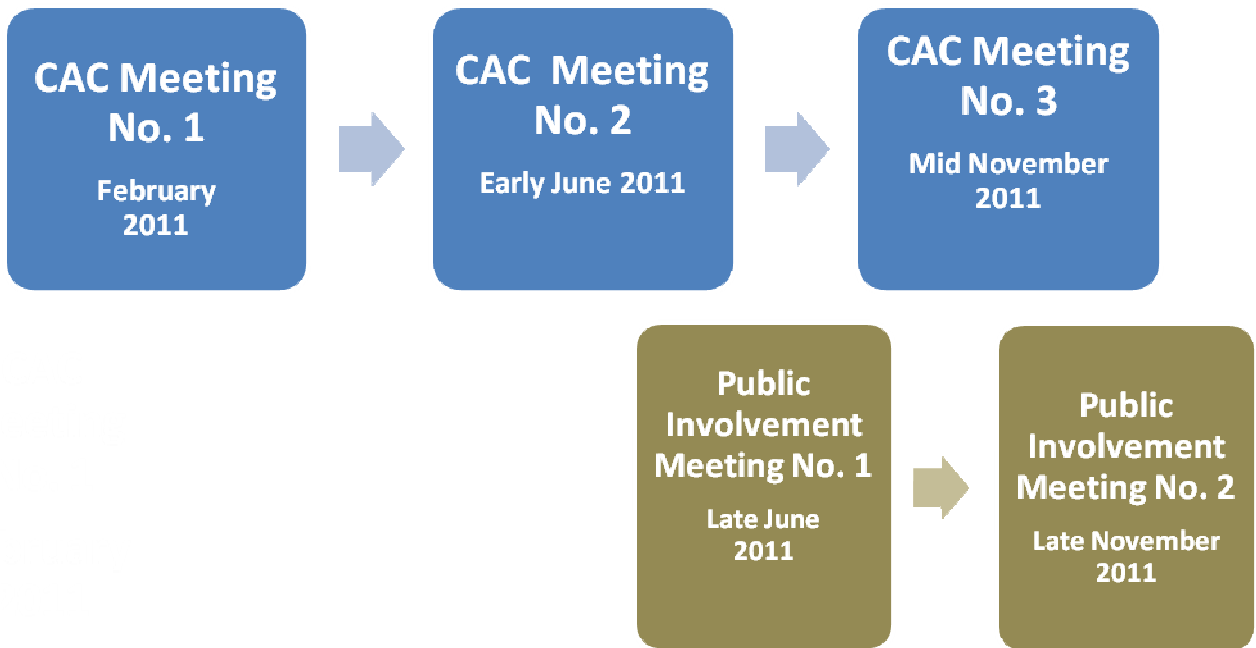 CAC Meeting
No. 1
February
2011
CAC Meeting
No. 2
Early June 2011
CAC Meeting
No. 3
Mid November
2011
Public
Involvement
Meeting No. 1
Late June
2011
Public
Involvement
Meeting No. 2
Late November
2011